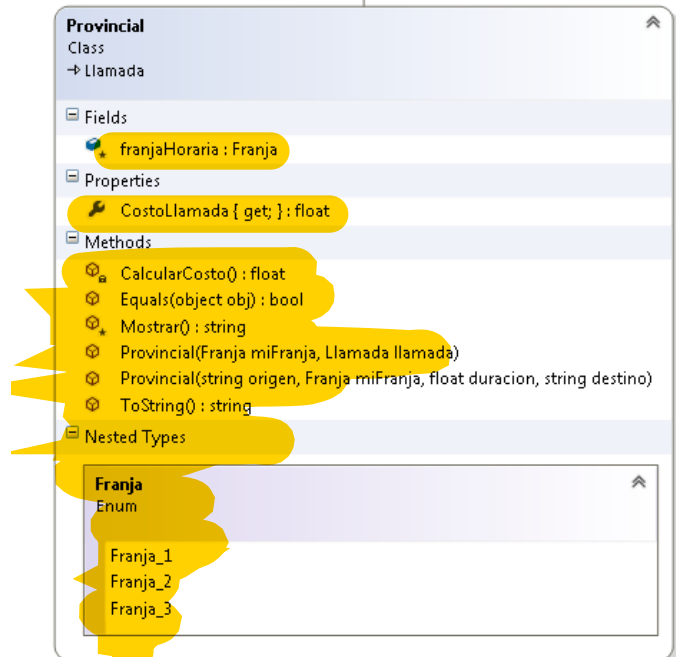 Provincial
Class
Llamada
Fields
franjaHoraria : Franja
Properties
CostoLlamada { get; } : float
Methods
CalcularCosto() : float
Equals(object obj) : bool
Mostrar() : string
Provincial(Franja miFranja, Llamada llamada)
Provincial(string origen, Franja miFranja, float duracion, string destino)
ToString() : string
Nested Types
Franja
Enum
Franja_1
Franja_2
Franja_3